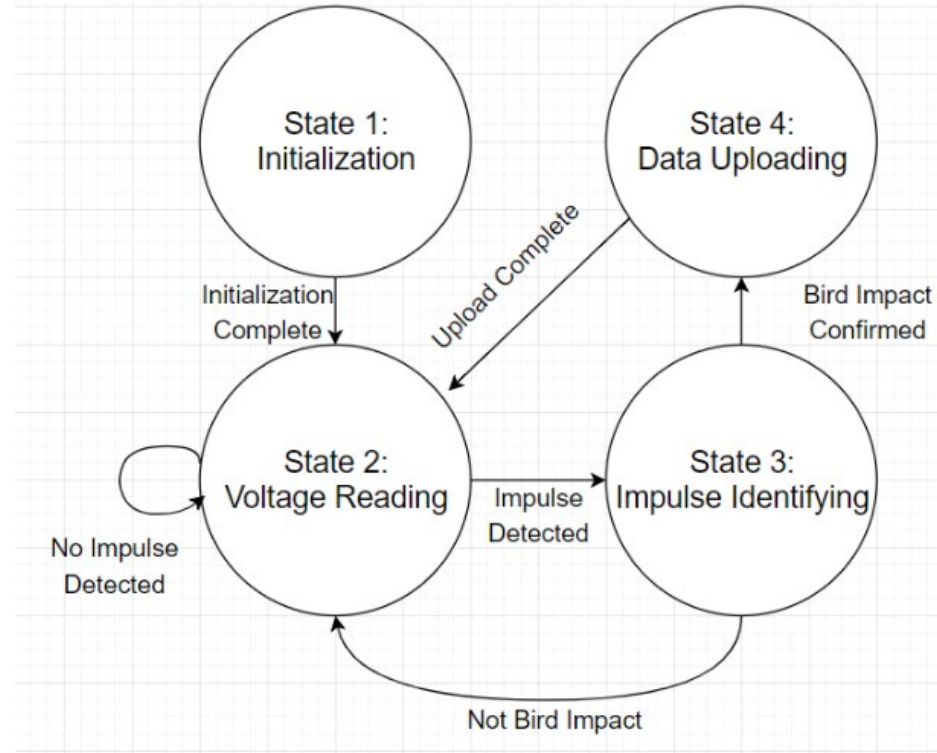 State 1:
Initialization
State 4:
Data Uploading
Upload Complete
Initialization
Complete
Bird Impact
Confirmed
State 2:
Voltage Reading
State 3:
Impulse Identifying
Impulse
Detected
No Impulse
Detected
Not Bird Impact